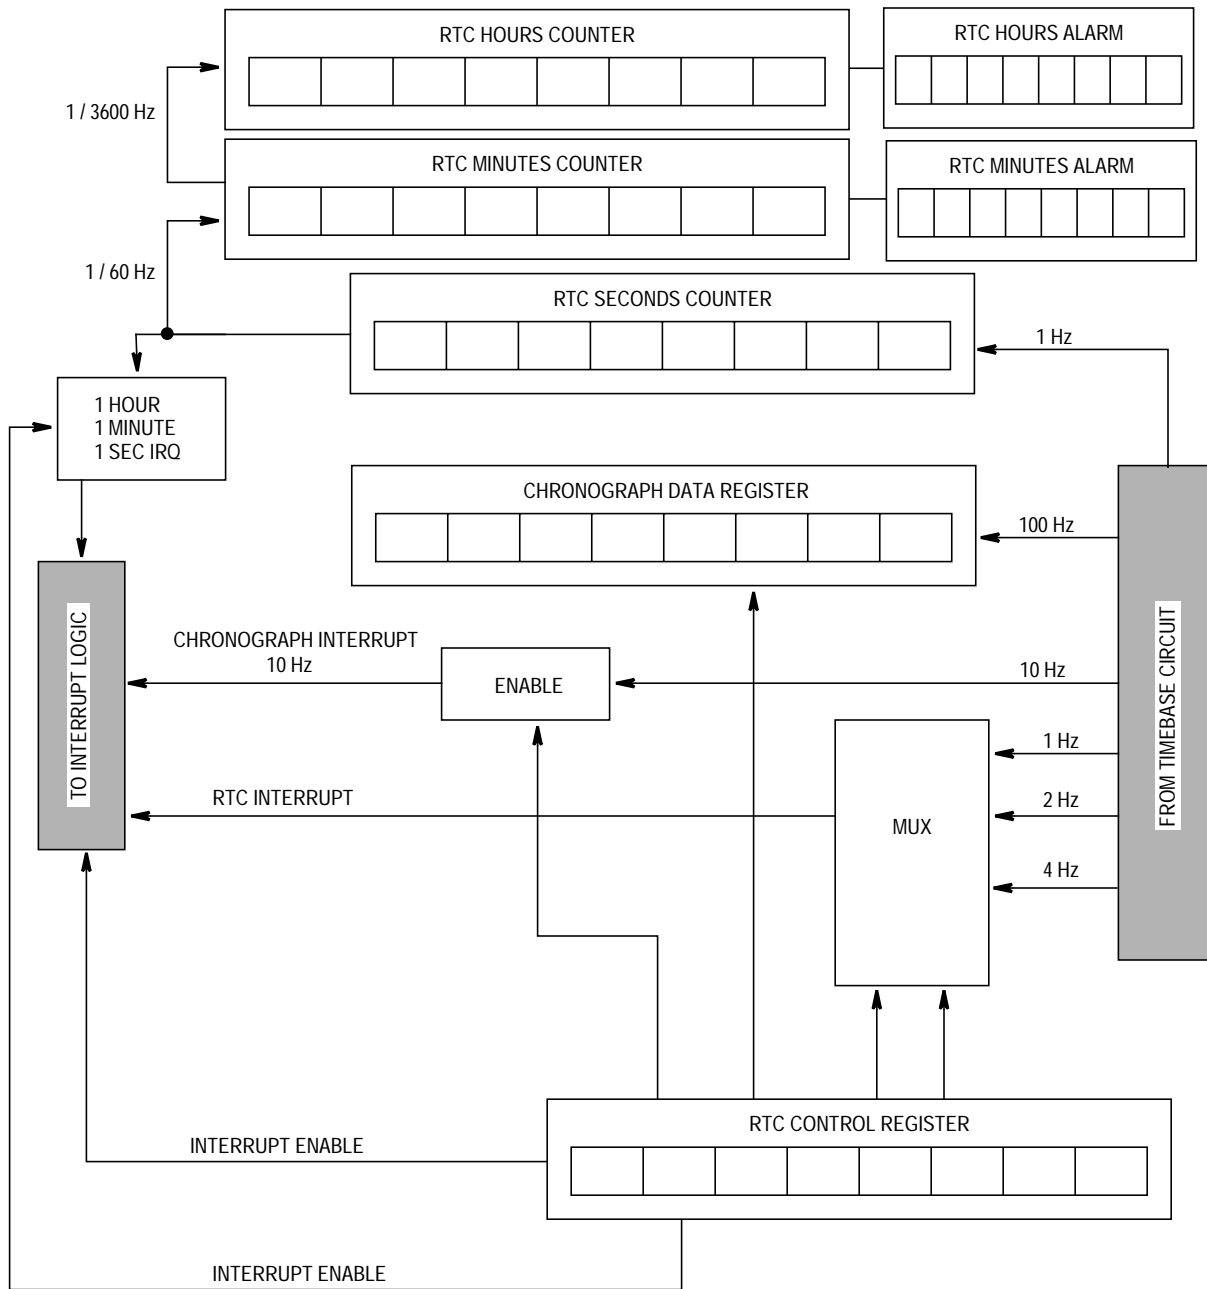 RTC HOURS COUNTER
RTC HOURS ALARM
1 / 3600 Hz
RTC MINUTES COUNTER
RTC MINUTES ALARM
1 / 60 Hz
RTC SECONDS COUNTER
1 Hz
1 HOUR
1 MINUTE
1 SEC IRQ
CHRONOGRAPH DATA REGISTER
100 Hz
TO INTERRUPT LOGIC
FROM TIMEBASE CIRCUIT
CHRONOGRAPH INTERRUPT
10 Hz
ENABLE
10 Hz
1 Hz
RTC INTERRUPT
2 Hz
MUX
4 Hz
RTC CONTROL REGISTER
INTERRUPT ENABLE
INTERRUPT ENABLE